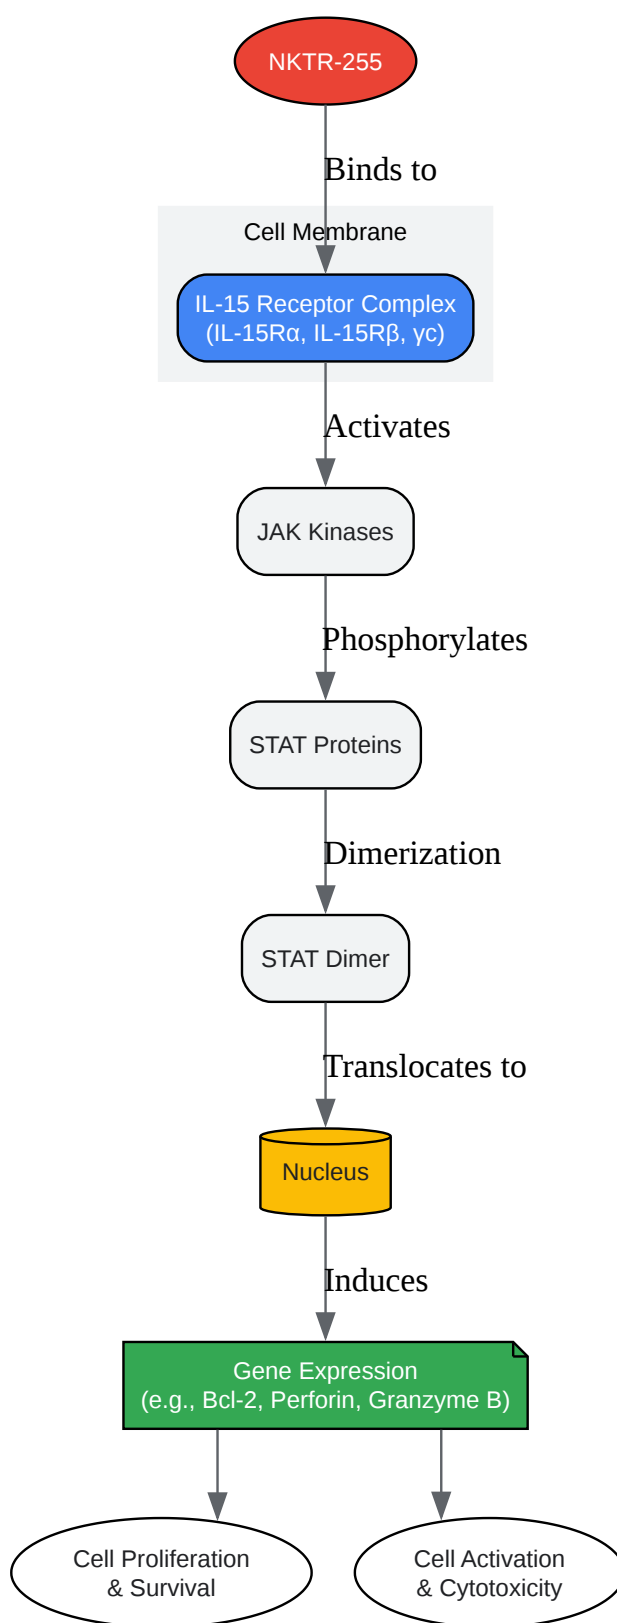 NKTR-255
Binds to
Cell Membrane
IL-15 Receptor Complex
(IL-15Rα, IL-15Rβ, γc)
Activates
JAK Kinases
Phosphorylates
STAT Proteins
Dimerization
STAT Dimer
Translocates to
Nucleus
Induces
Gene Expression
(e.g., Bcl-2, Perforin, Granzyme B)
Cell Proliferation
& Survival
Cell Activation
& Cytotoxicity